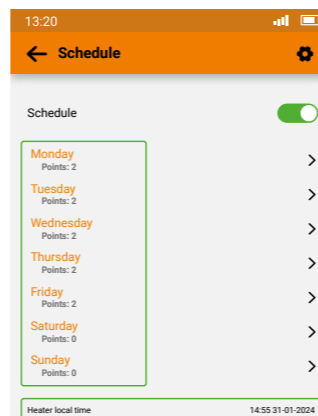 13:20
Schedule
Schedule
Monday
Points: 2
Tuesday
Points: 2
Wednesday
Points: 2
Thursday
Points: 2
Friday
Points: 2
Saturday
Points: 0
Sunday
Points: 0
Heater local time 14:55 31-01-2024